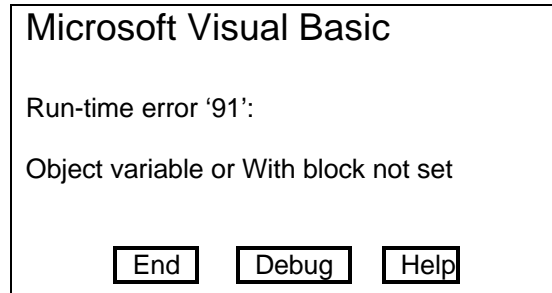 Microsoft Visual Basic
Run-time error ‘91’:
Object variable or With block not set
End Debug Help